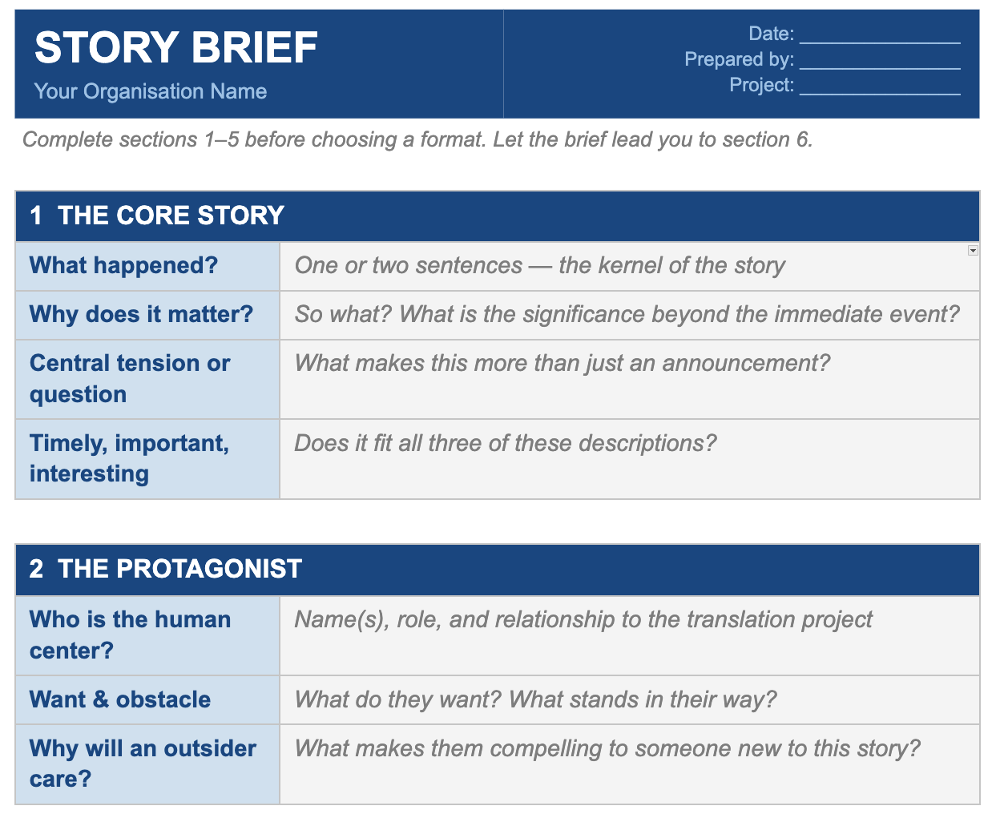 STORY BRIEF
Your Organisation Name
Date: _______________
Prepared by: _______________
Project: _______________
Complete sections 1–5 before choosing a format. Let the brief lead you to section 6.
1 THE CORE STORY
What happened?
One or two sentences — the kernel of the story
Why does it matter?
So what? What is the significance beyond the immediate event?
Central tension or
question
What makes this more than just an announcement?
Timely, important,
interesting
Does it fit all three of these descriptions?
2 THE PROTAGONIST
Who is the human
center?
Name(s), role, and relationship to the translation project
Want & obstacle
What do they want? What stands in their way?
Why will an outsider
care?
What makes them compelling to someone new to this story?